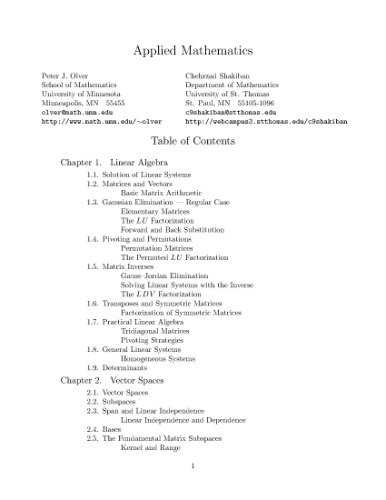 Applied Mathematics
Peter J. Olver
School of Mathematics
University of Minnesota
Minneapolis, MN 55455
olver@math.umn.edu
http://www.math.umn.edu/~olver
Chehrzad Shakiban
Department of Mathematics
University of St. Thomas
St. Paul, MN 55105-1096
c9shakiban@stthomas.edu
http://webcampus3.stthomas.edu/c9shakiban
Table of Contents
Chapter 1. Linear Algebra
1.1. Solution of Linear Systems
1.2. Matrices and Vectors
Basic Matrix Arithmetic
1.3. Gaussian Elimination — Regular Case
Elementary Matrices
The LU Factorization
Forward and Back Substitution
1.4. Pivoting and Permutations
Permutation Matrices
The Permuted LU Factorization
1.5. Matrix Inverses
Gauss–Jordan Elimination
Solving Linear Systems with the Inverse
The LDV Factorization
1.6. Transposes and Symmetric Matrices
Factorization of Symmetric Matrices
1.7. Practical Linear Algebra
Tridiagonal Matrices
Pivoting Strategies
1.8. General Linear Systems
Homogeneous Systems
1.9. Determinants
Chapter 2. Vector Spaces
2.1. Vector Spaces
2.2. Subspaces
2.3. Span and Linear Independence
Linear Independence and Dependence
2.4. Bases
2.5. The Fundamental Matrix Subspaces
Kernel and Range
1